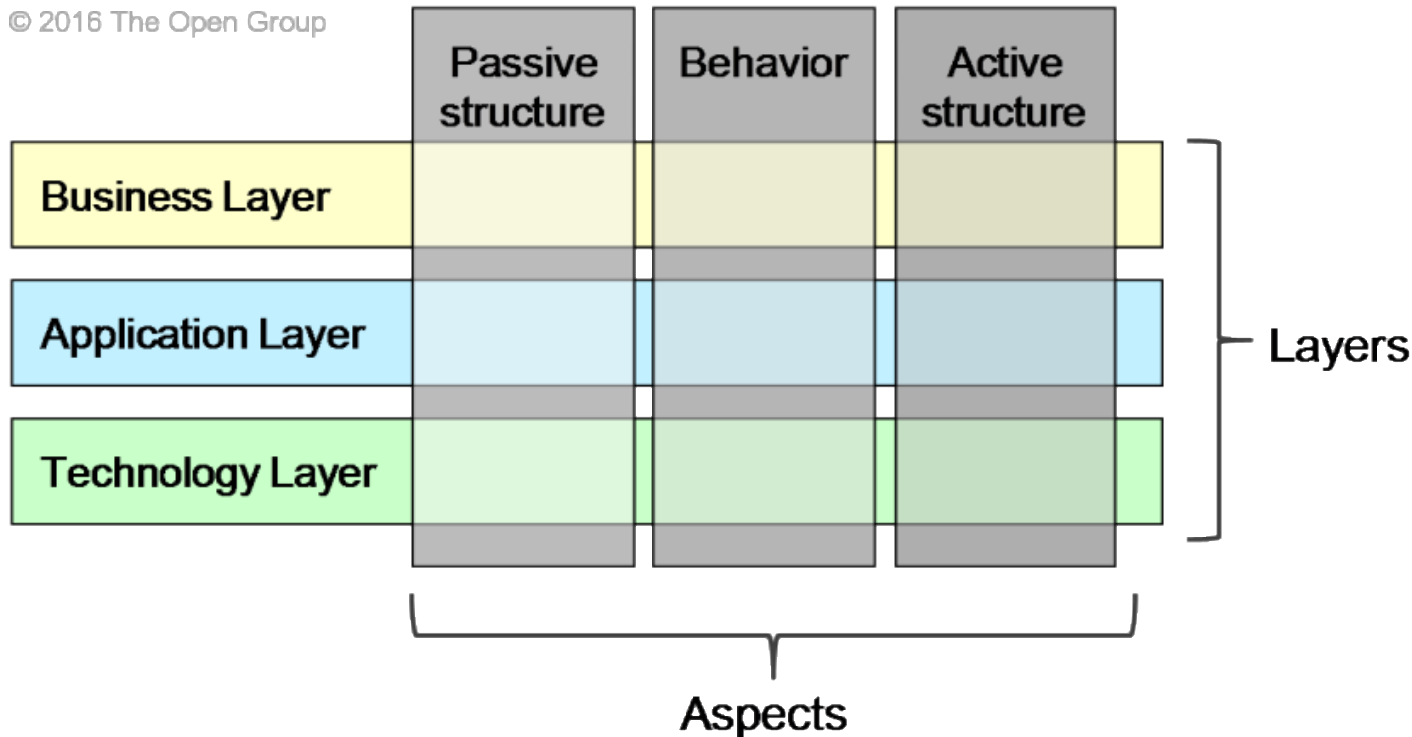 © 2016 The Open Group
Passive
structure
Behavior
Active
structure
Business Layer
Application Layer
Technology Layer
Layers
Aspects